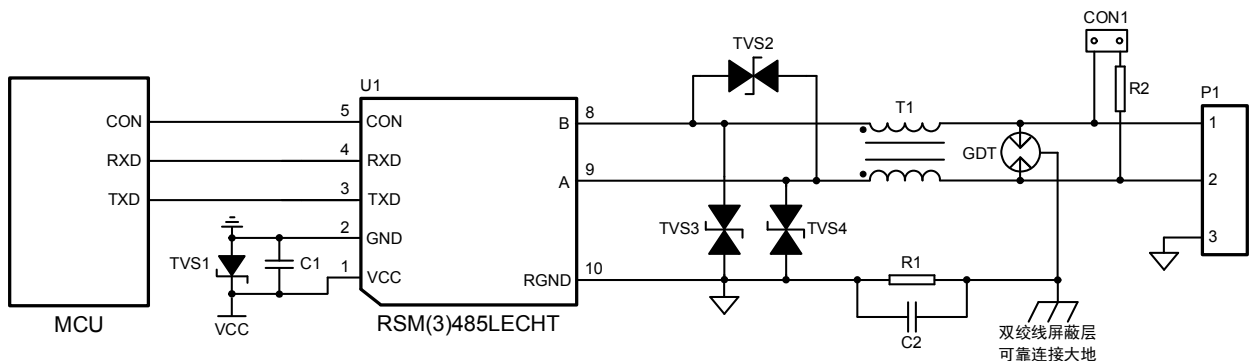 CON1
TVS2
R2
U1
T1
P1
CON
5
CON
B
8
1
RXD
4
RXD
GDT
TXD
3
TXD
A
9
2
2
GND
TVS1
C1
TVS3
TVS4
3
1
VCC
RGND
10
R1
MCU
VCC
RSM(3)485LECHT
C2
双绞线屏蔽层
可靠连接大地